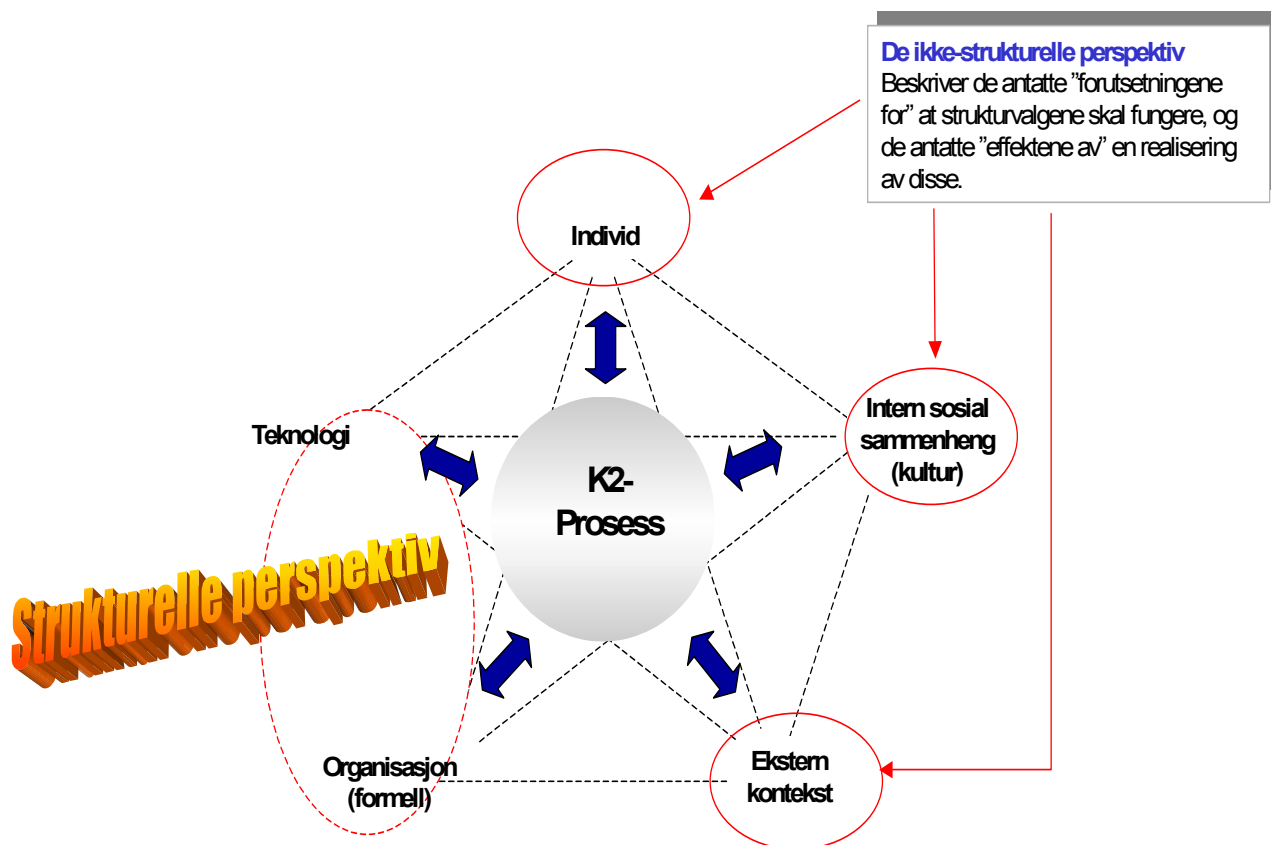 De ikke-strukturelle perspektiv
Beskriver de antatte ”forutsetningene
for” at strukturvalgene skal fungere, og
de antatte ”effektene av” en realisering
av disse.
Individ
Teknologi
Intern sosial
sammenheng
(kultur)
K2-
Prosess
Strukturelle perspektiv
Organisasjon
(formell)
Ekstern
kontekst